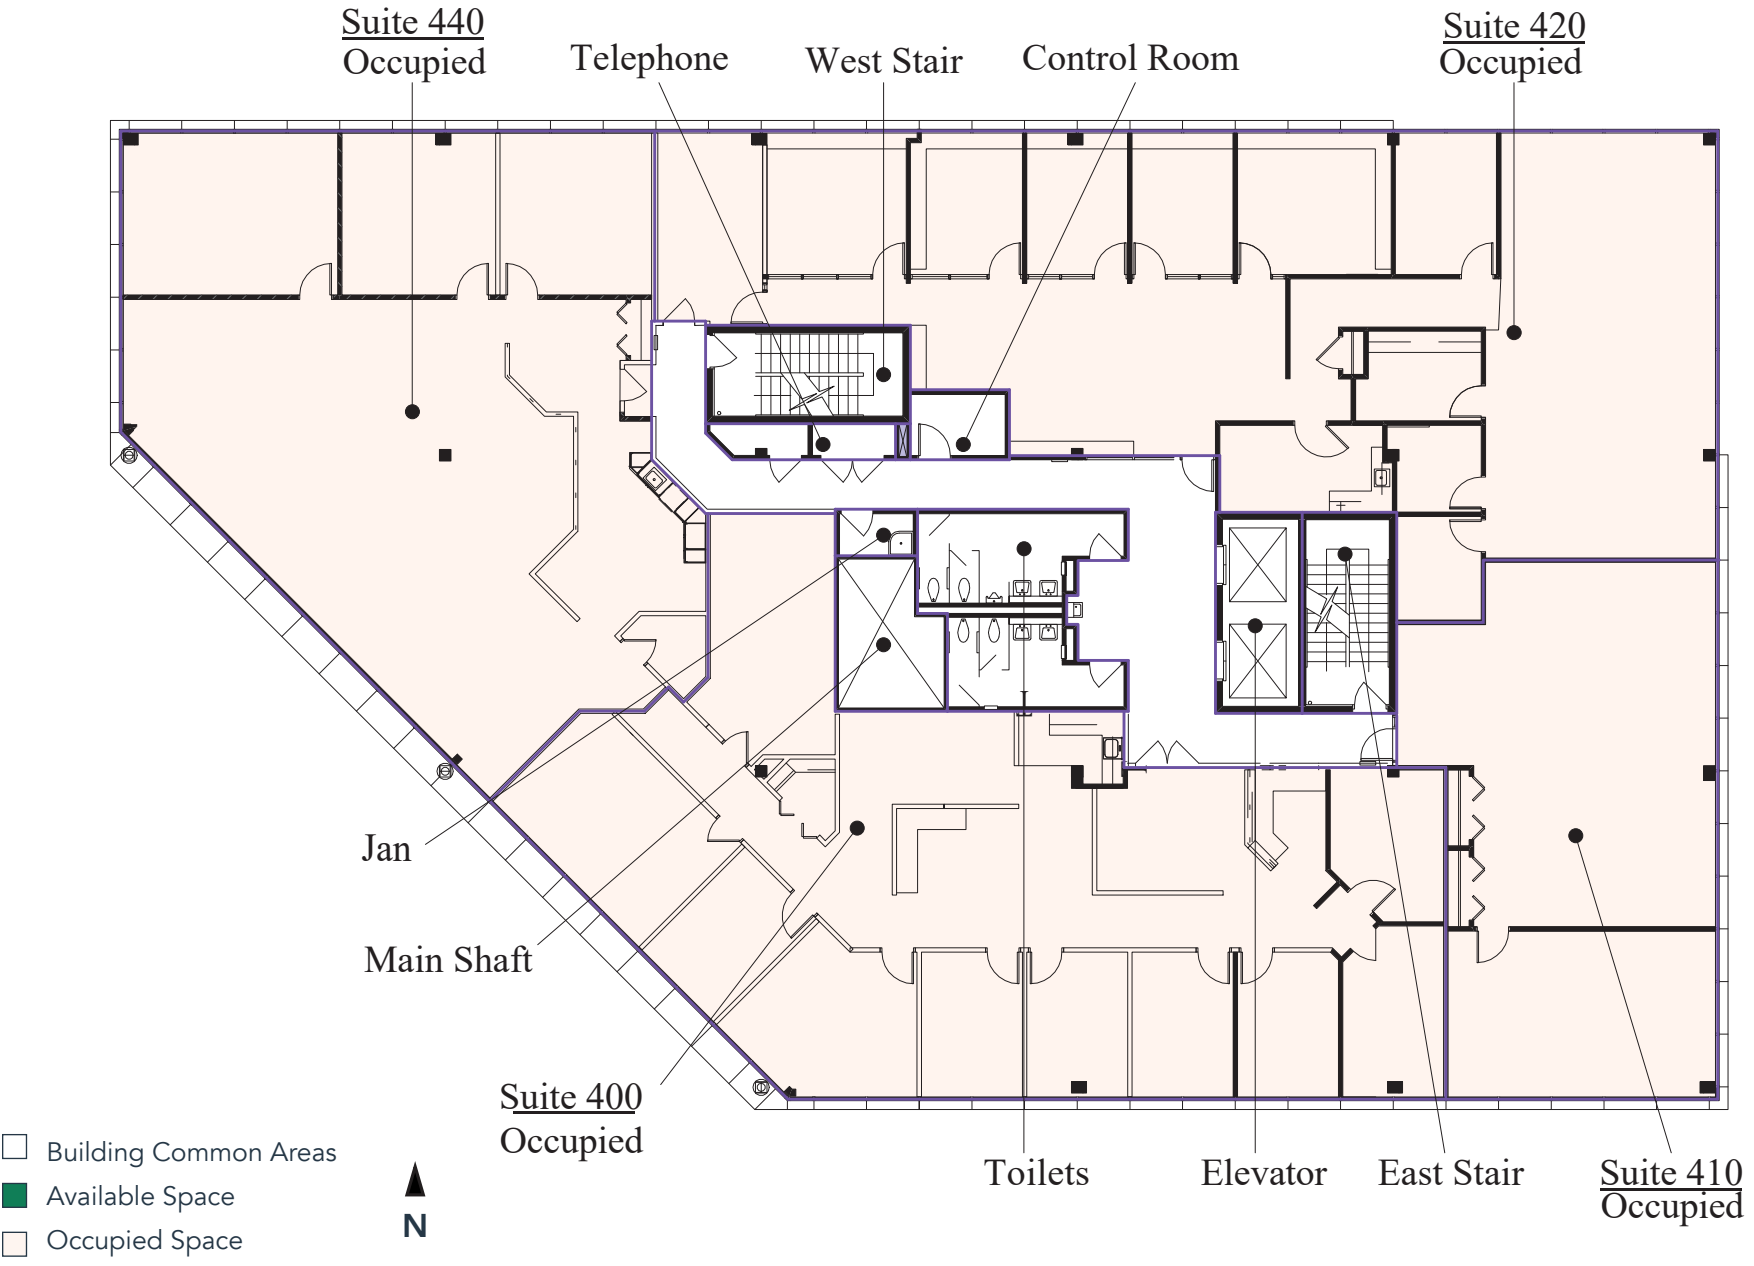 Suite 440
Occupied
Telephone
West Stair
Control Room
Suite 420
Occupied
Jan
Main Shaft
Suite 400
Occupied
Toilets
Elevator
East Stair
Suite 410
Occupied
Building Common Areas
Available Space
Occupied Space
N